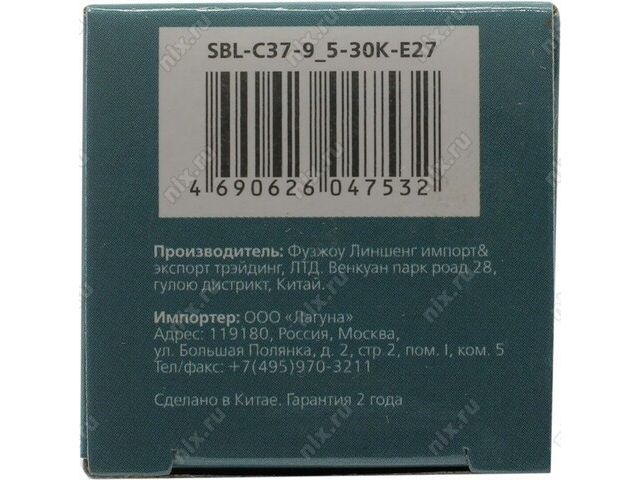 SBL-C37-9_5-30K-E27
4 690626 047532
Производитель: Фузжоу Линшенг импорт&
экспорт трэйдинг, ЛТД. Венкуан парк роад 28,
гулою дистрикт, Китай.
Импортер: ООО «Лагуна»
Адрес: 119180, Россия, Москва,
ул. Большая Полянка, д. 2, стр.2, пом. I, ком. 5
Тел/факс: +7(495)970-3211
Сделано в Китае. Гарантия 2 года
nix.ru